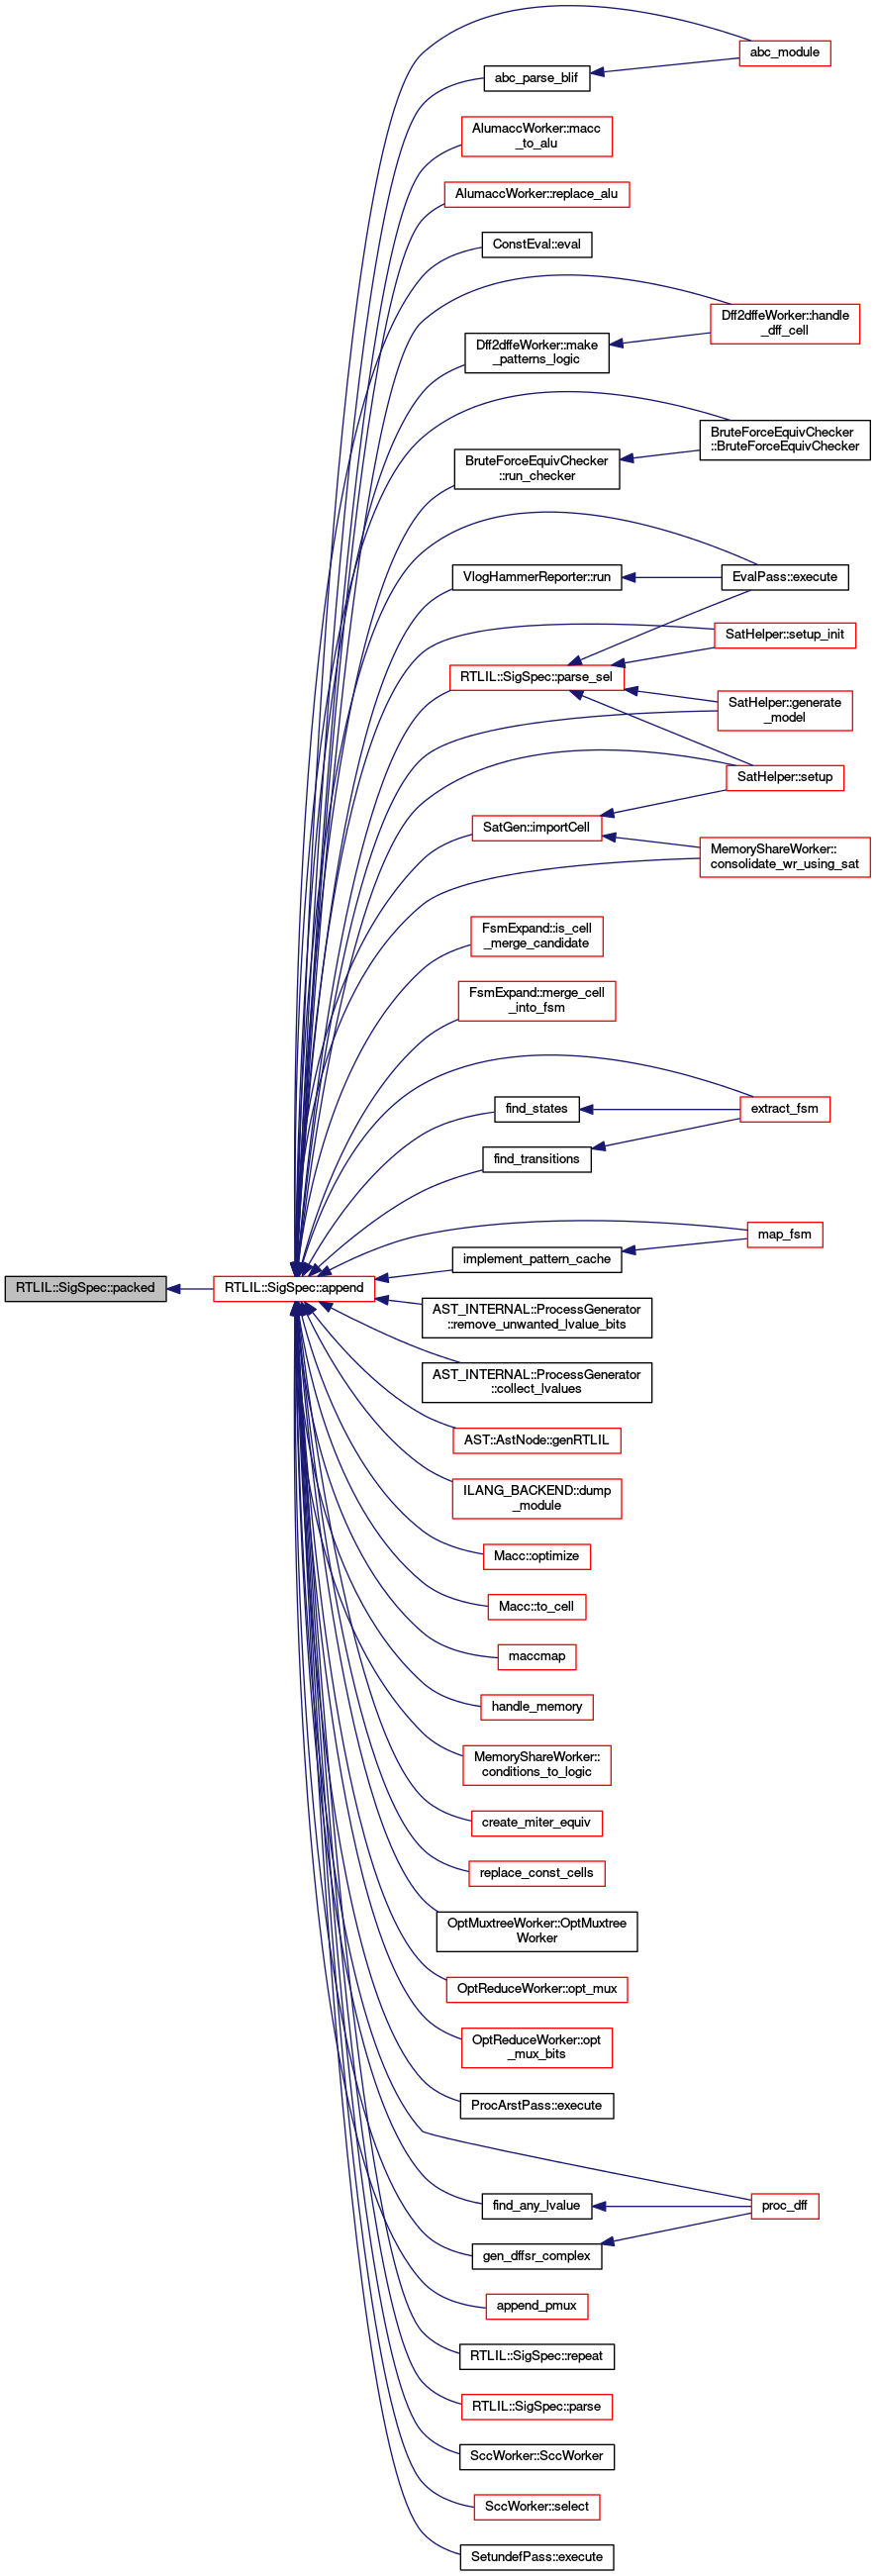 abc_module
abc_parse_blif
AlumaccWorker::macc
_to_alu
AlumaccWorker::replace_alu
ConstEval::eval
Dff2dffeWorker::handle
_dff_cell
Dff2dffeWorker::make
_patterns_logic
BruteForceEquivChecker
::BruteForceEquivChecker
BruteForceEquivChecker
::run_checker
VlogHammerReporter::run
EvalPass::execute
SatHelper::setup_init
RTLIL::SigSpec::parse_sel
SatHelper::generate
_model
SatHelper::setup
SatGen::importCell
MemoryShareWorker::
consolidate_wr_using_sat
FsmExpand::is_cell
_merge_candidate
FsmExpand::merge_cell
_into_fsm
find_states
extract_fsm
find_transitions
map_fsm
implement_pattern_cache
RTLIL::SigSpec::packed
RTLIL::SigSpec::append
AST_INTERNAL::ProcessGenerator
::remove_unwanted_lvalue_bits
AST_INTERNAL::ProcessGenerator
::collect_lvalues
AST::AstNode::genRTLIL
ILANG_BACKEND::dump
_module
Macc::optimize
Macc::to_cell
maccmap
handle_memory
MemoryShareWorker::
conditions_to_logic
create_miter_equiv
replace_const_cells
OptMuxtreeWorker::OptMuxtree
Worker
OptReduceWorker::opt_mux
OptReduceWorker::opt
_mux_bits
ProcArstPass::execute
find_any_lvalue
proc_dff
gen_dffsr_complex
append_pmux
RTLIL::SigSpec::repeat
RTLIL::SigSpec::parse
SccWorker::SccWorker
SccWorker::select
SetundefPass::execute